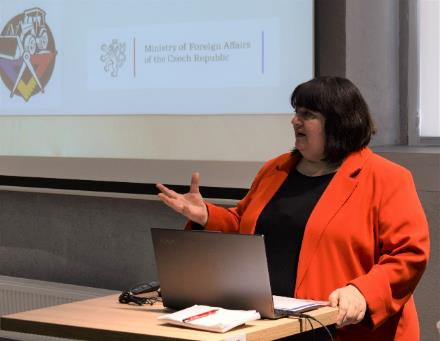 Ministry of Foreign Affairs
of the Czech Republic